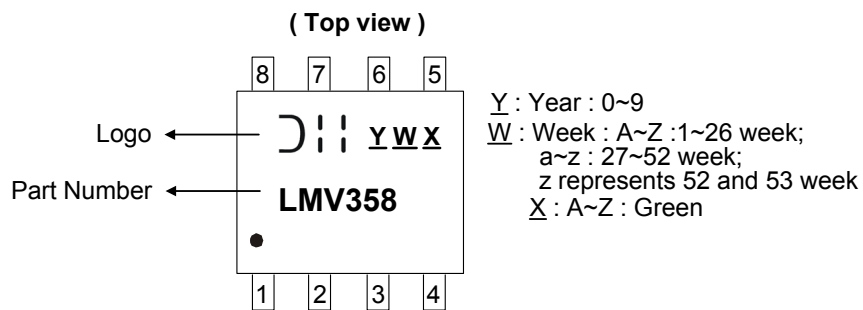 ( Top view )
8 7 6 5
Logo
Y W X
Part Number
LMV358
1 2 3 4
Y : Year : 0~9
W : Week : A~Z :1~26 week;
a~z : 27~52 week;
z represents 52 and 53 week
X : A~Z : Green